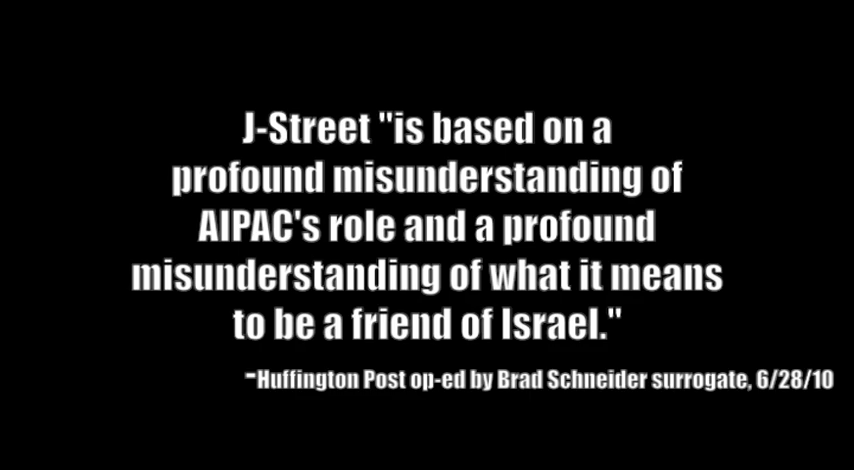 J-Street "is based on a
profound misunderstanding of
AIPAC's role and a profound
misunderstanding of what it means
to be a friend of Israel."
-Huffington Post op-ed by Brad Schneider surrogate, 6/28/10